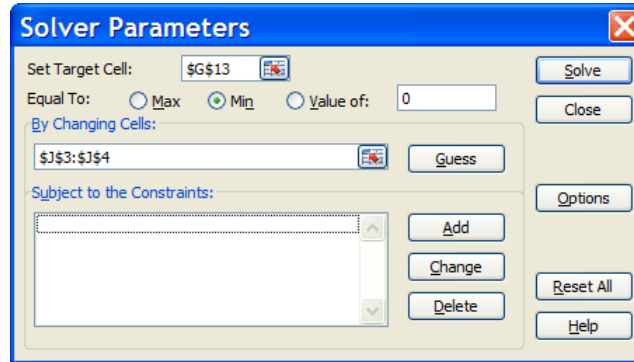 Solver Parameters
Set Target Cell: $G$13 Solve
Equal To: Max Min Value of: 0 Close
By Changing Cells:
$J$3:$J$4 Guess
Subject to the Constraints: Options
Add
Change
Reset All
Delete
Help